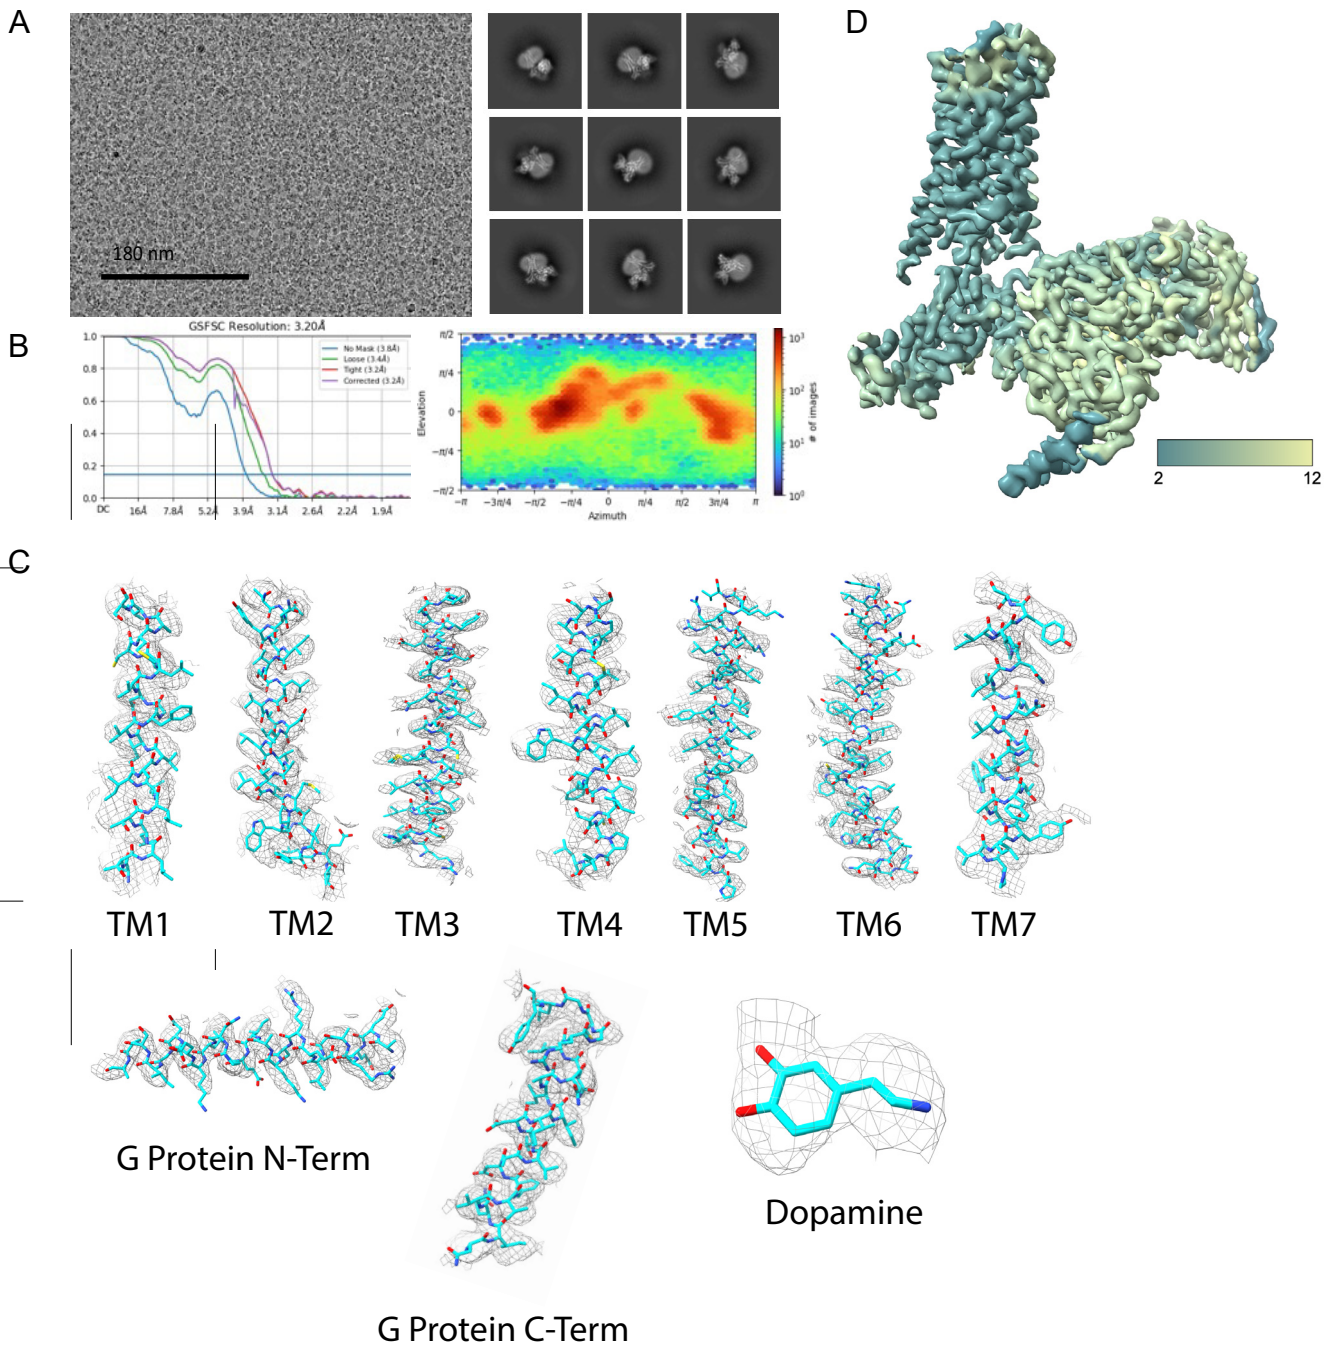 A
180 nm
D
2
12
B
GSFSC Resolution: 3.20Å
1.0
0.8
0.6
0.4
0.2
0.0
No Mask (3.8Å)
Loose (3.4Å)
Tight (3.2Å)
Corrected (3.2Å)
DC 16Å 7.8Å 5.2Å 3.9Å 3.1Å 2.6Å 2.2Å 1.9Å
Elevation
π/2
π/4
0
−π/4
−π/2
−π −3π/4 −π/2 −π/4 0 π/4 π/2 3π/4 π
Azimuth
10³
10²
10¹
10⁰
# of images
C
TM1 TM2 TM3 TM4 TM5 TM6 TM7
G Protein N-Term
G Protein C-Term
Dopamine